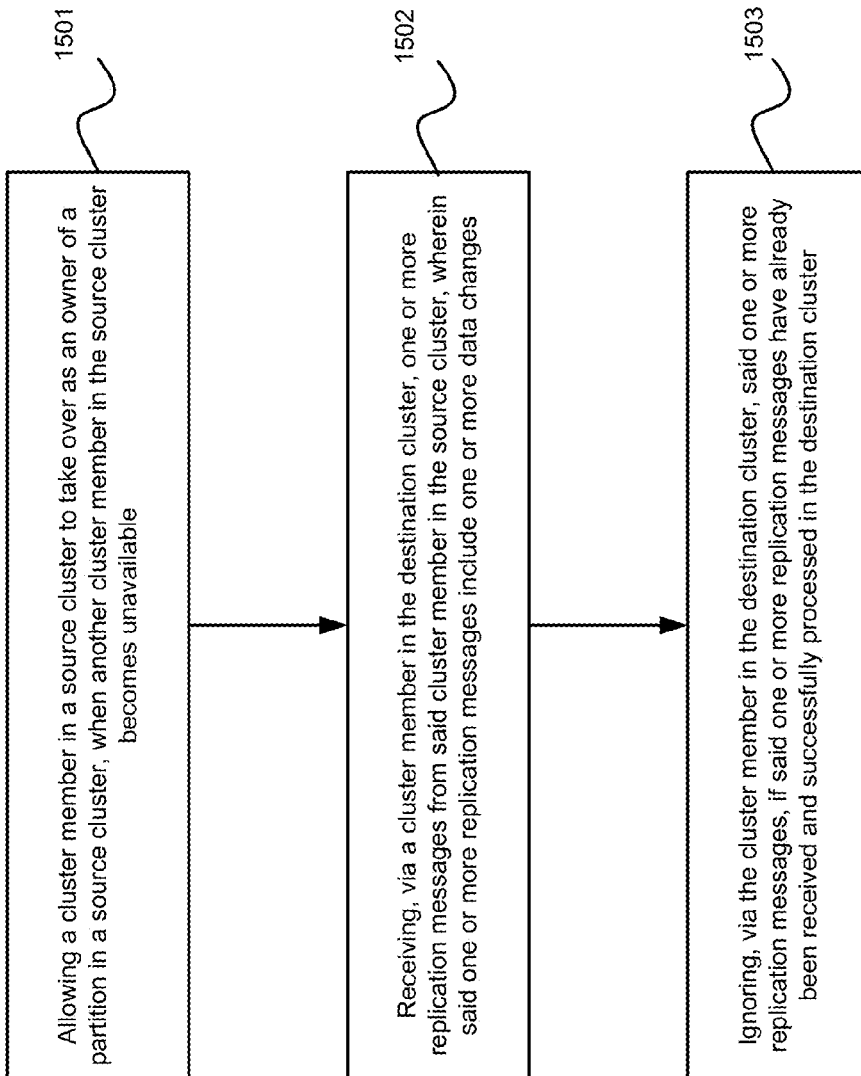 Allowing a cluster member in a source cluster to take over as an owner of a
partition in a source cluster, when another cluster member in the source cluster
becomes unavailable
1501
Receiving, via a cluster member in the destination cluster, one or more
replication messages from said cluster member in the source cluster, wherein
said one or more replication messages include one or more data changes
1502
Ignoring, via the cluster member in the destination cluster, said one or more
replication messages, if said one or more replication messages have already
been received and successfully processed in the destination cluster
1503